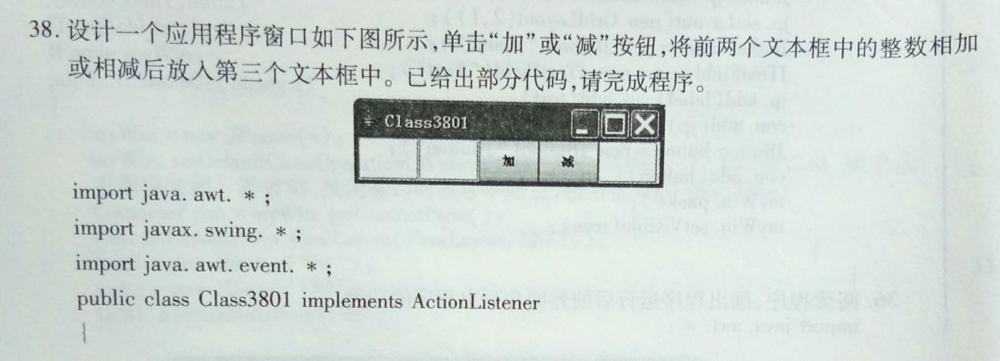 38. 设计一个应用程序窗口如下图所示,单击“加”或“减”按钮,将前两个文本框中的整数相加
或相减后放入第三个文本框中。已给出部分代码,请完成程序。
Class3801
加 减
import java. awt. * ;
import javax. swing. * ;
import java. awt. event. * ;
public class Class3801 implements ActionListener
{